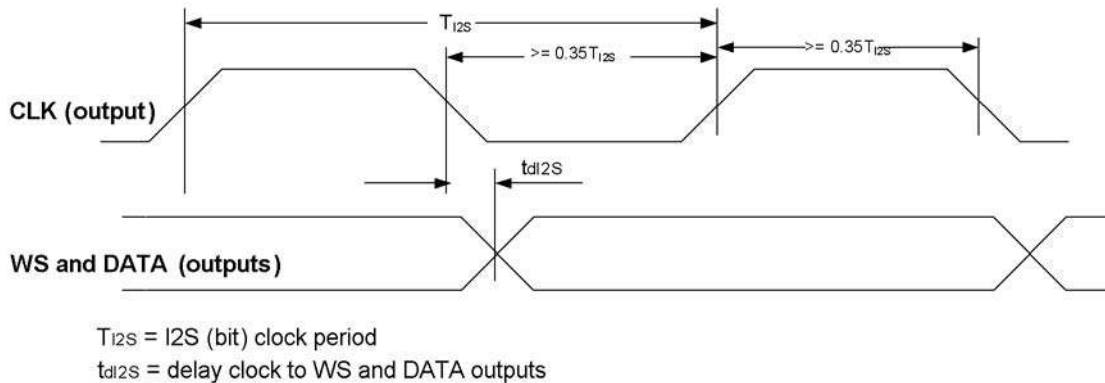 TI2S
>= 0.35TI2S
>= 0.35TI2S
CLK (output)
tdI2S
WS and DATA (outputs)
TI2S = I2S (bit) clock period
tdI2S = delay clock to WS and DATA outputs